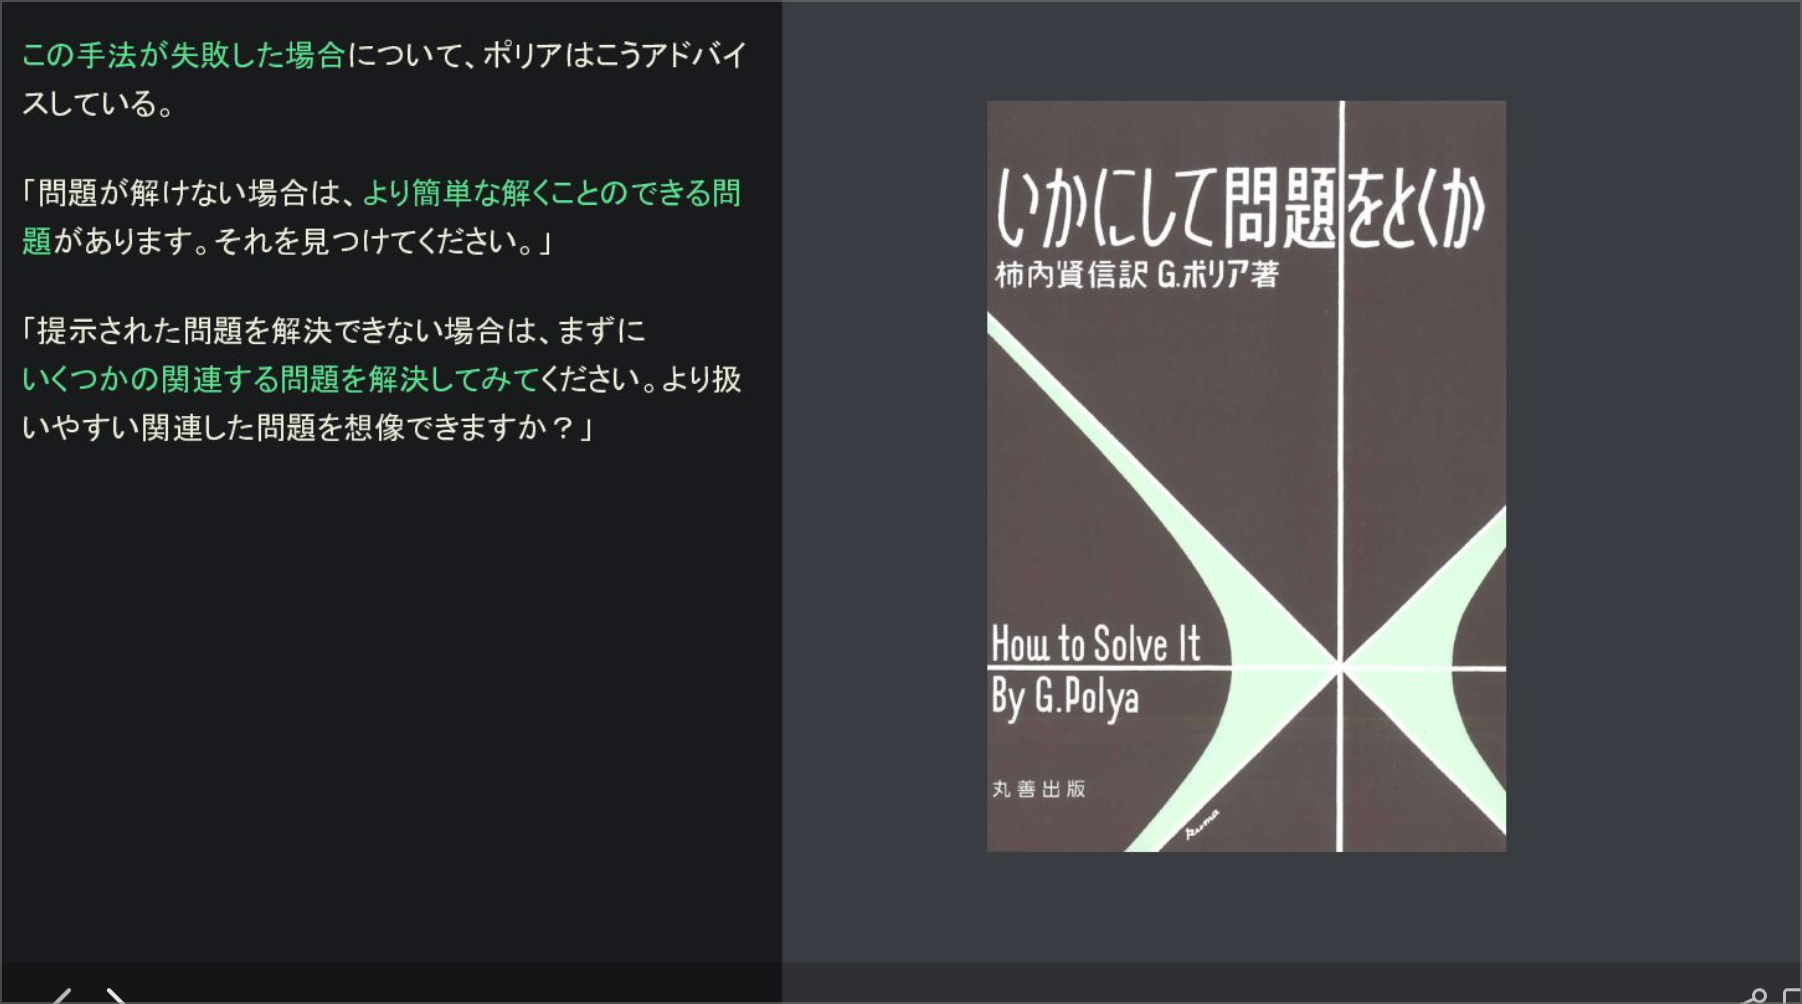 この手法が失敗した場合について、ポリアはこうアドバイ
スしている。
「問題が解けない場合は、より簡単な解くことのできる問
題があります。それを見つけてください。」
「提示された問題を解決できない場合は、まずに
いくつかの関連する問題を解決してみてください。より扱
いやすい関連した問題を想像できますか？」
いかにして問題をとくか
柿内賢信訳 G.ポリア著
How to Solve It
By G.Polya
丸善出版
Kuma